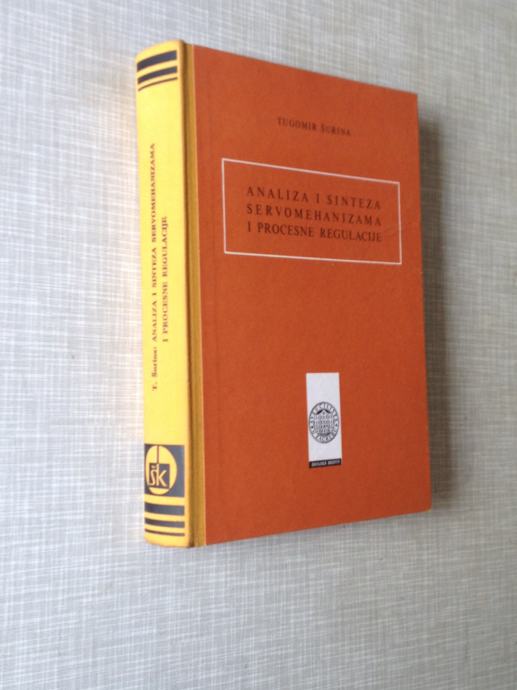 TUGOMIR ŠURINA
ANALIZA I SINTEZA
SERVOMEHANIZAMA
I PROCESNE REGULACIJE
T. Šurina: ANALIZA I SINTEZA SERVOMEHANIZAMA
I PROCESNE REGULACIJE
ŠK